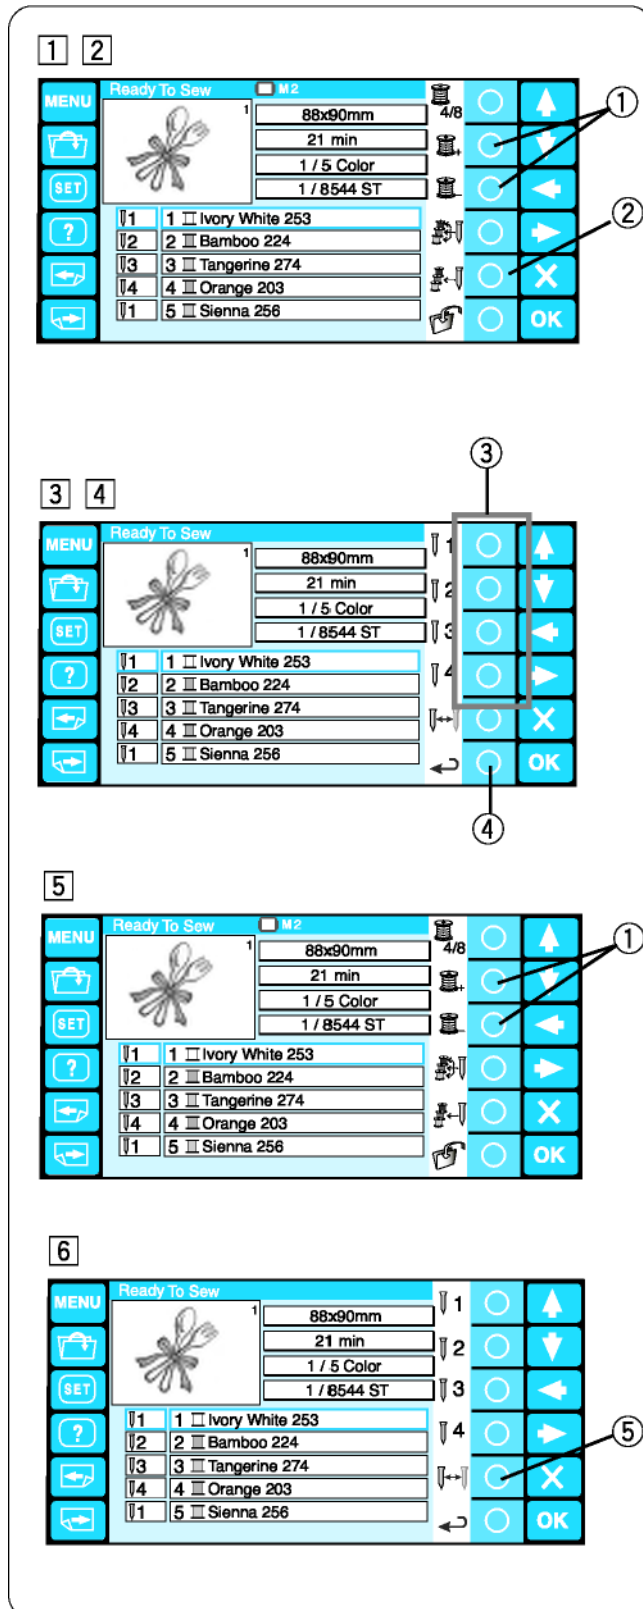 1 2
MENU
Ready To Sew
M2
1
88x90mm
21 min
1 / 5 Color
1 / 8544 ST
4/8
+
-
SET
?
1 1 Ivory White 253
2 2 Bamboo 224
3 3 Tangerine 274
4 4 Orange 203
1 5 Sienna 256
OK
①
②
③
3 4
MENU
Ready To Sew
1
88x90mm
21 min
1 / 5 Color
1 / 8544 ST
1
2
3
4
SET
?
1 1 Ivory White 253
2 2 Bamboo 224
3 3 Tangerine 274
4 4 Orange 203
1 5 Sienna 256
OK
④
5
MENU
Ready To Sew
M2
1
88x90mm
21 min
1 / 5 Color
1 / 8544 ST
4/8
+
-
SET
?
1 1 Ivory White 253
2 2 Bamboo 224
3 3 Tangerine 274
4 4 Orange 203
1 5 Sienna 256
OK
①
6
MENU
Ready To Sew
1
88x90mm
21 min
1 / 5 Color
1 / 8544 ST
1
2
3
4
SET
?
1 1 Ivory White 253
2 2 Bamboo 224
3 3 Tangerine 274
4 4 Orange 203
1 5 Sienna 256
OK
⑤